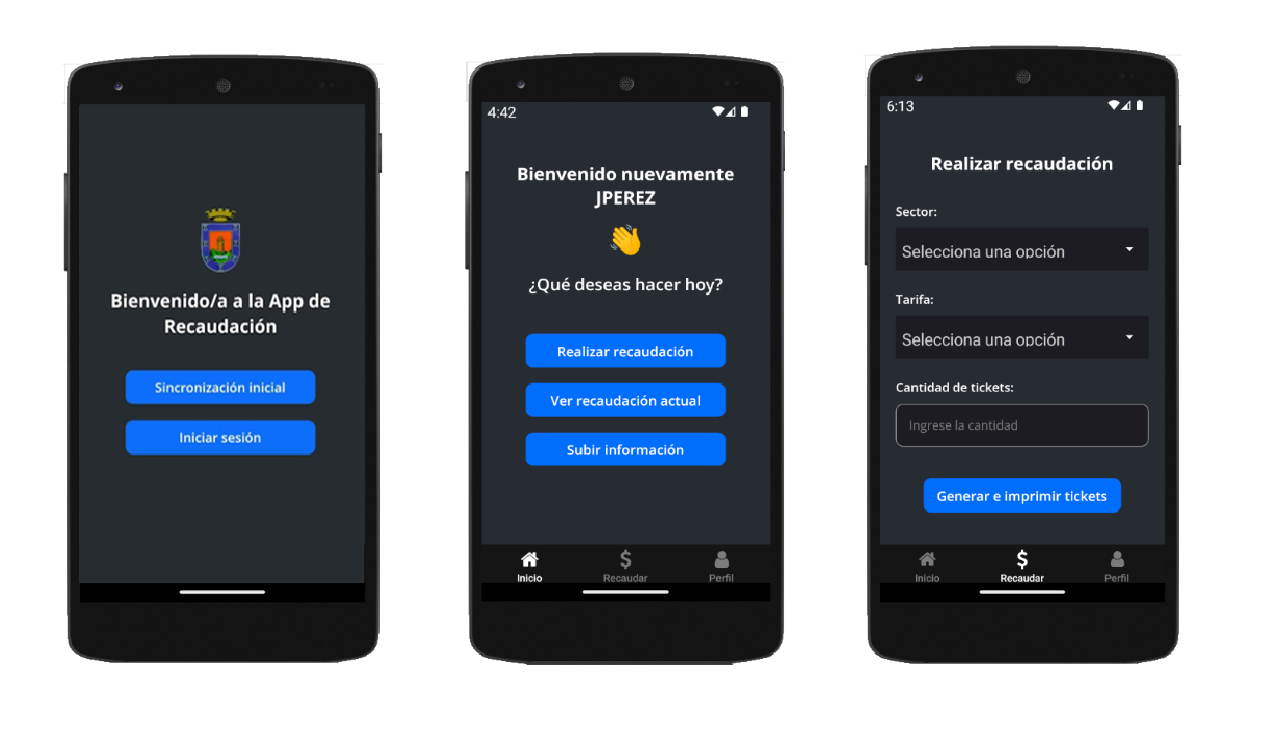 Bienvenido/a a la App de
Recaudación
Sincronización inicial
Iniciar sesión
4:42
Bienvenido nuevamente
JPEREZ
¿Qué deseas hacer hoy?
Realizar recaudación
Ver recaudación actual
Subir información
Inicio
Recaudar
Perfil
6:13
Realizar recaudación
Sector:
Selecciona una opción
Tarifa:
Selecciona una opción
Cantidad de tickets:
Ingrese la cantidad
Generar e imprimir tickets
Inicio
Recaudar
Perfil